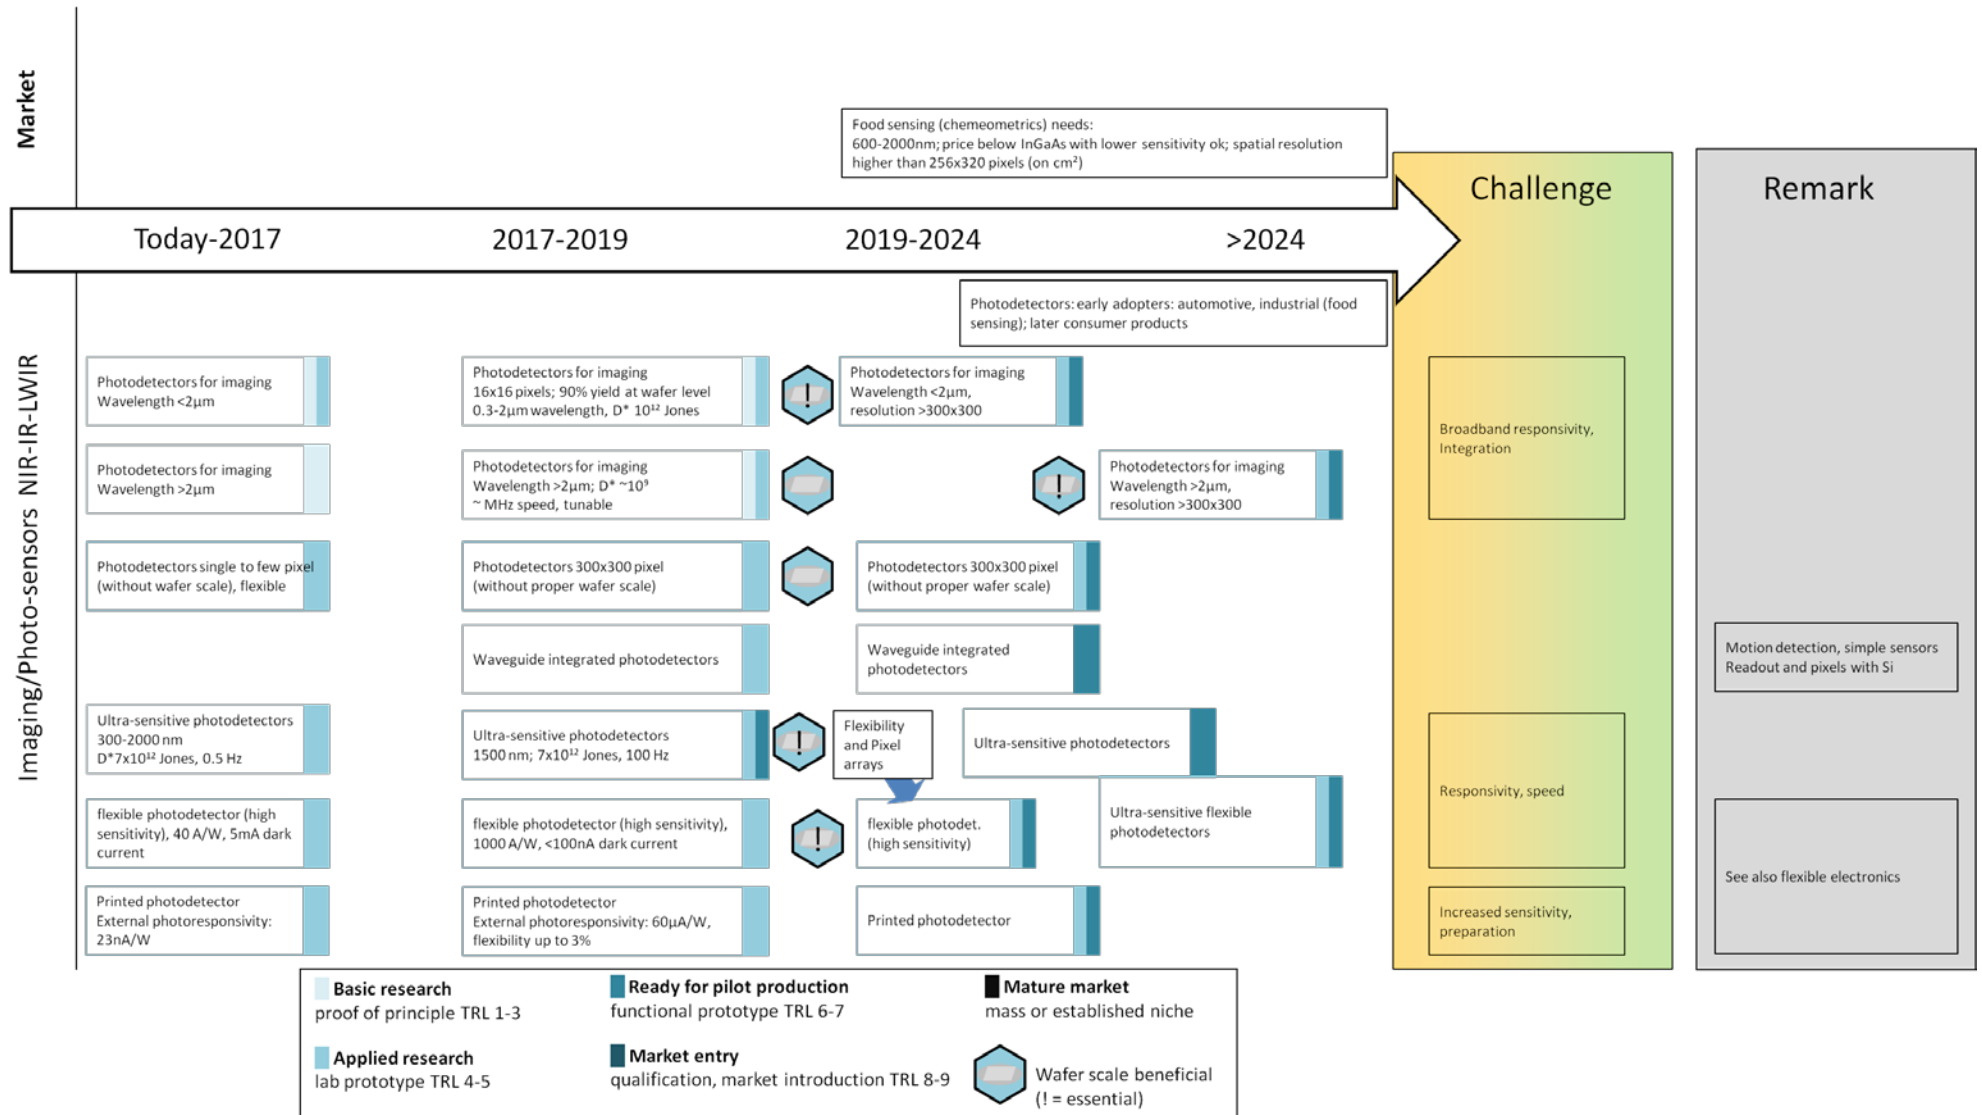 Market
Food sensing (chemeometrics) needs:
600-2000nm; price below InGaAs with lower sensitivity ok; spatial resolution
higher than 256x320 pixels (on cm²)
Challenge
Remark
Today-2017
2017-2019
2019-2024
>2024
Photodetectors: early adopters: automotive, industrial (food
sensing); later consumer products
Imaging/Photo-sensors NIR-IR-LWIR
Photodetectors for imaging
Wavelength <2µm
Photodetectors for imaging
16x16 pixels; 90% yield at wafer level
0.3-2µm wavelength, D* 10¹² Jones
!
Photodetectors for imaging
Wavelength <2µm,
resolution >300x300
Broadband responsivity,
Integration
Photodetectors for imaging
Wavelength >2µm
Photodetectors for imaging
Wavelength >2µm; D* ~10⁹
~ MHz speed, tunable
!
Photodetectors for imaging
Wavelength >2µm,
resolution >300x300
Photodetectors single to few pixel
(without wafer scale), flexible
Photodetectors 300x300 pixel
(without proper wafer scale)
Photodetectors 300x300 pixel
(without proper wafer scale)
Waveguide integrated photodetectors
Waveguide integrated
photodetectors
Motion detection, simple sensors
Readout and pixels with Si
Ultra-sensitive photodetectors
300-2000 nm
D*7x10¹² Jones, 0.5 Hz
Ultra-sensitive photodetectors
1500 nm; 7x10¹² Jones, 100 Hz
!
Flexibility
and Pixel
arrays
Ultra-sensitive photodetectors
Responsivity, speed
flexible photodetector (high
sensitivity), 40 A/W, 5mA dark
current
flexible photodetector (high sensitivity),
1000 A/W, <100nA dark current
!
flexible photodet.
(high sensitivity)
Ultra-sensitive flexible
photodetectors
See also flexible electronics
Printed photodetector
External photoresponsivity:
23nA/W
Printed photodetector
External photoresponsivity: 60µA/W,
flexibility up to 3%
Printed photodetector
Increased sensitivity,
preparation
Basic research
proof of principle TRL 1-3
Ready for pilot production
functional prototype TRL 6-7
Mature market
mass or established niche
Applied research
lab prototype TRL 4-5
Market entry
qualification, market introduction TRL 8-9
Wafer scale beneficial
(! = essential)